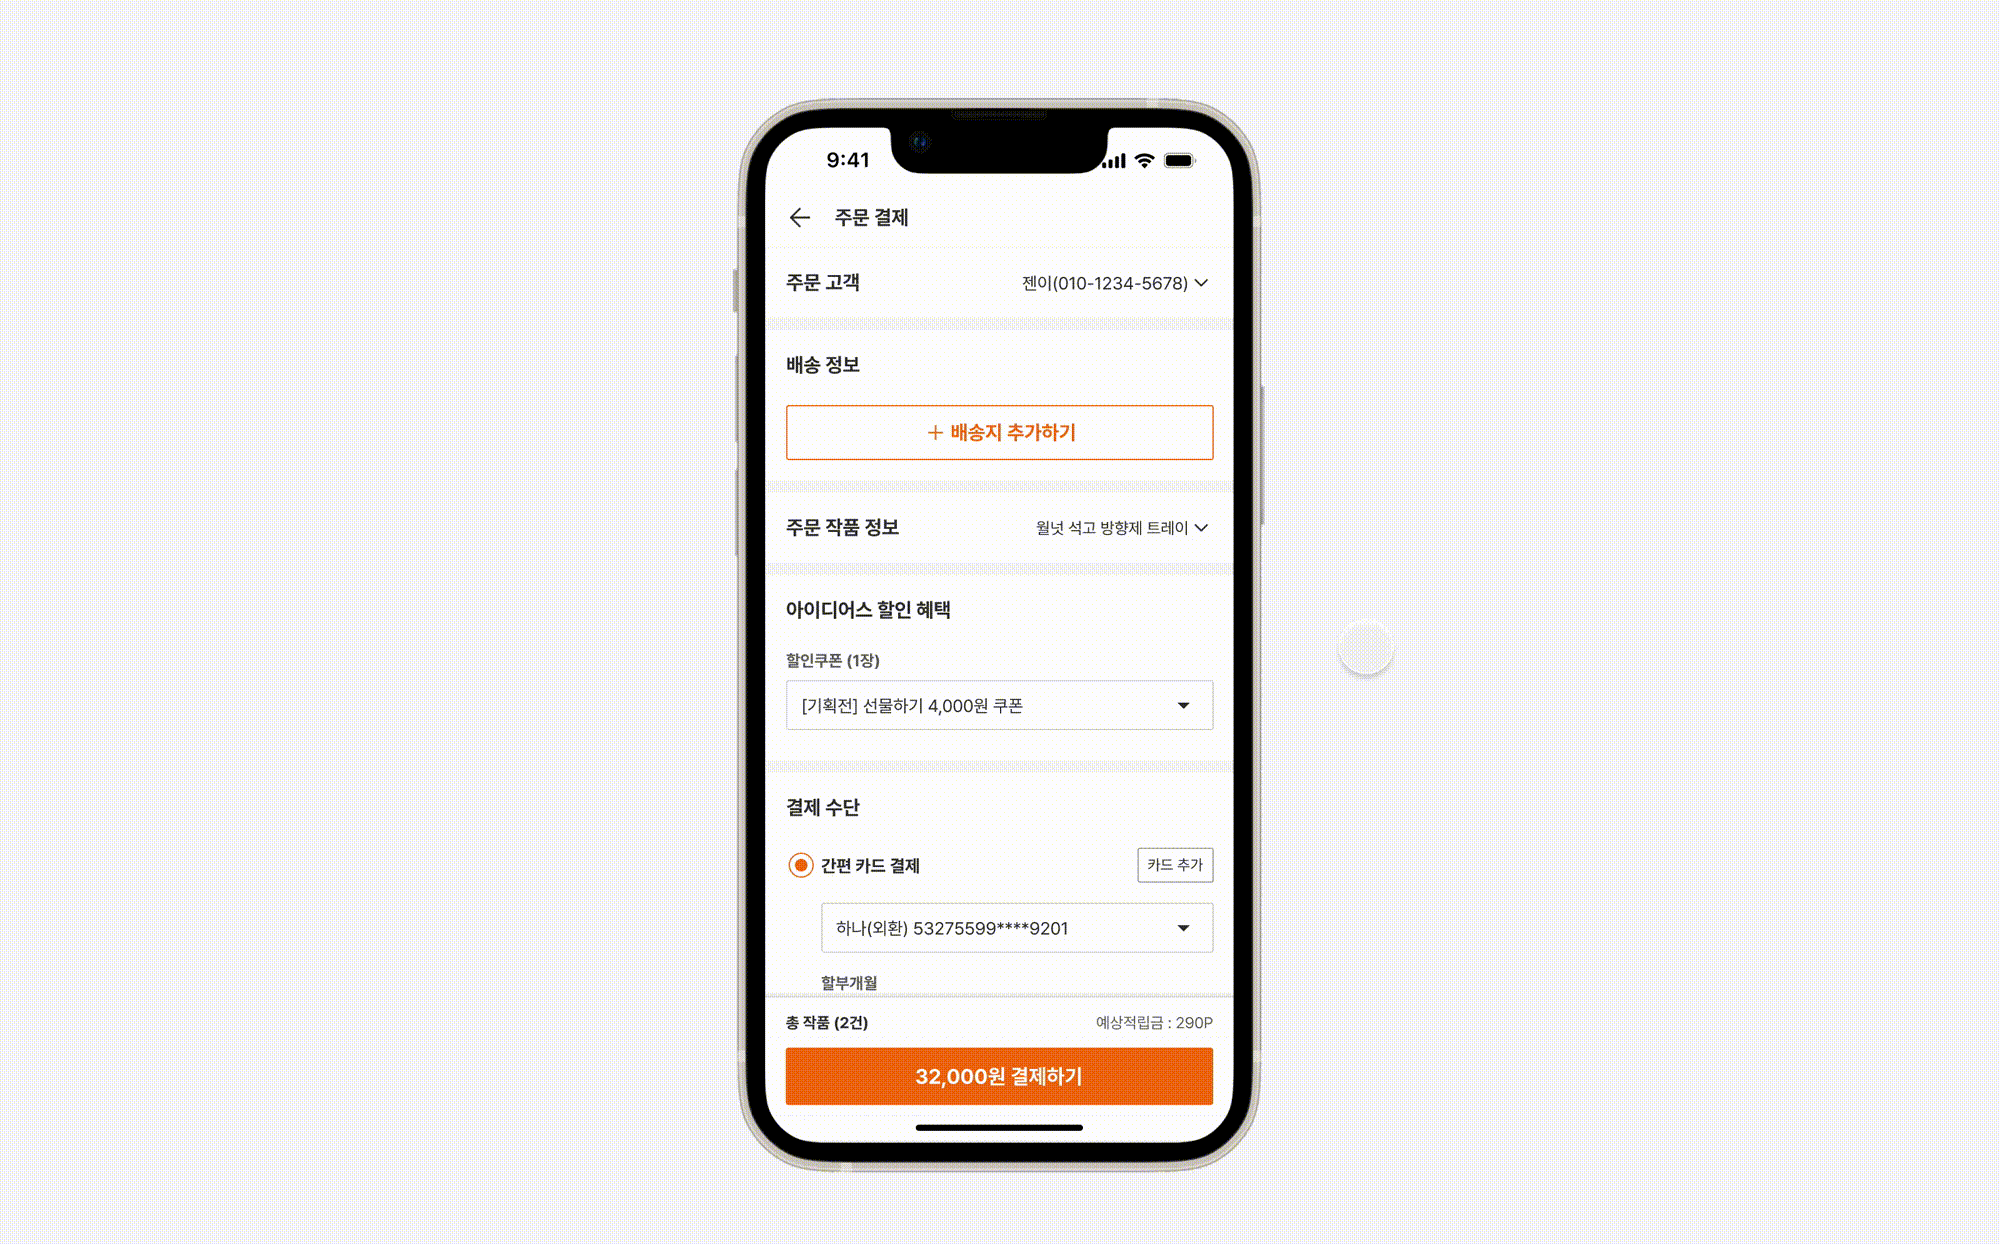 9:41
주문 결제
주문 고객
젠이(010-1234-5678)
배송 정보
+ 배송지 추가하기
주문 작품 정보
월넛 석고 방향제 트레이
아이디어스 할인 혜택
할인쿠폰 (1장)
[기획전] 선물하기 4,000원 쿠폰
결제 수단
간편 카드 결제
카드 추가
하나(외환) 53275599****9201
할부개월
총 작품 (2건)
예상적립금 : 290P
32,000원 결제하기